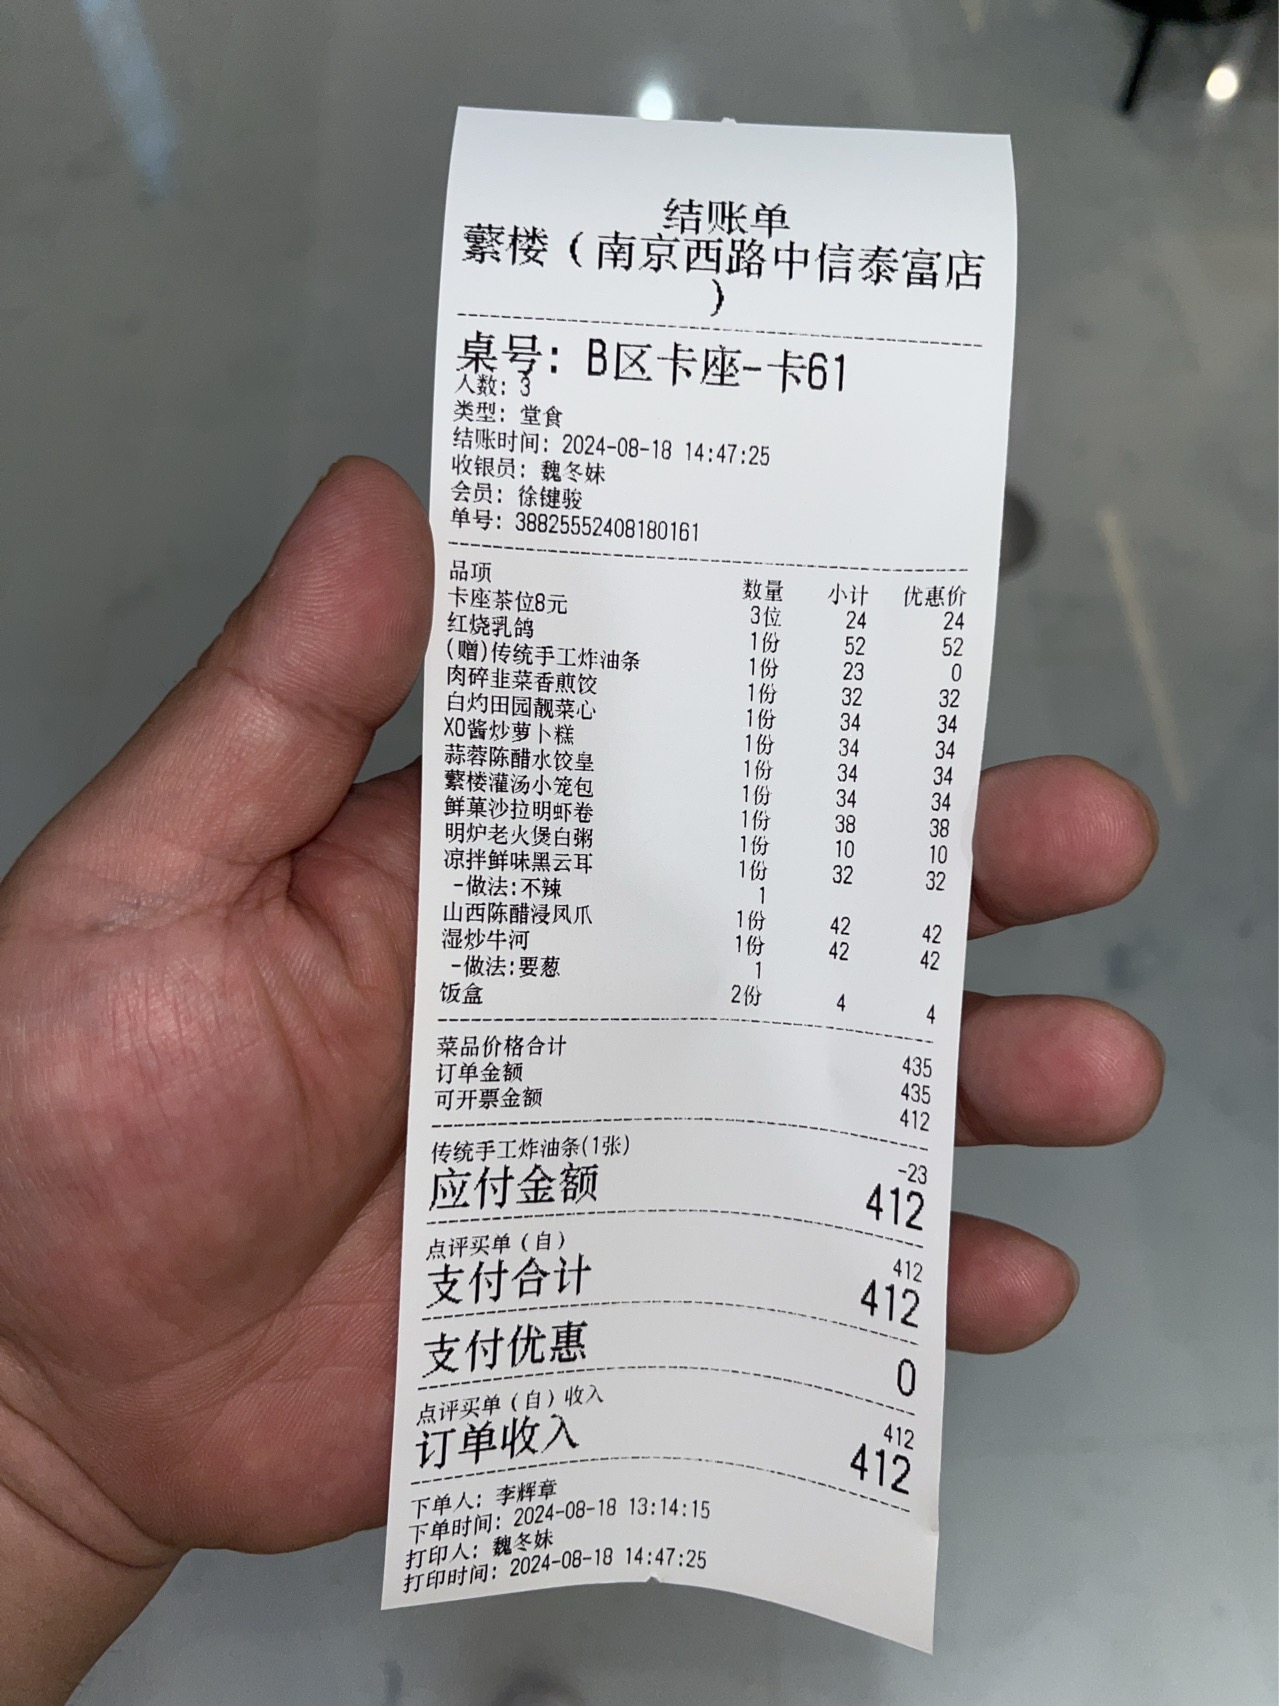 结账单
蘩楼（南京西路中信泰富店
）
桌号: B区卡座-卡61
人数: 3
类型: 堂食
结账时间: 2024-08-18 14:47:25
收银员: 魏冬妹
会员: 徐键骏
单号: 38825552408180161
品项 数量 小计 优惠价
卡座茶位8元 3位 24 24
红烧乳鸽 1份 52 52
(赠)传统手工炸油条 1份 23 0
肉碎韭菜香煎饺 1份 32 32
白灼田园靓菜心 1份 34 34
XO酱炒萝卜糕 1份 34 34
蒜蓉陈醋水饺皇 1份 34 34
蘩楼灌汤小笼包 1份 34 34
鲜菓沙拉明虾卷 1份 38 38
明炉老火煲白粥 1份 10 10
凉拌鲜味黑云耳 1份 32 32
-做法:不辣 1
山西陈醋浸凤爪 1份 42 42
湿炒牛河 1份 42 42
-做法:要葱 1
饭盒 2份 4 4
菜品价格合计 435
订单金额 435
可开票金额 412
传统手工炸油条(1张) -23
应付金额 412
点评买单（自） 412
支付合计 412
支付优惠 0
点评买单（自）收入 412
订单收入 412
下单人: 李辉章
下单时间: 2024-08-18 13:14:15
打印人: 魏冬妹
打印时间: 2024-08-18 14:47:25